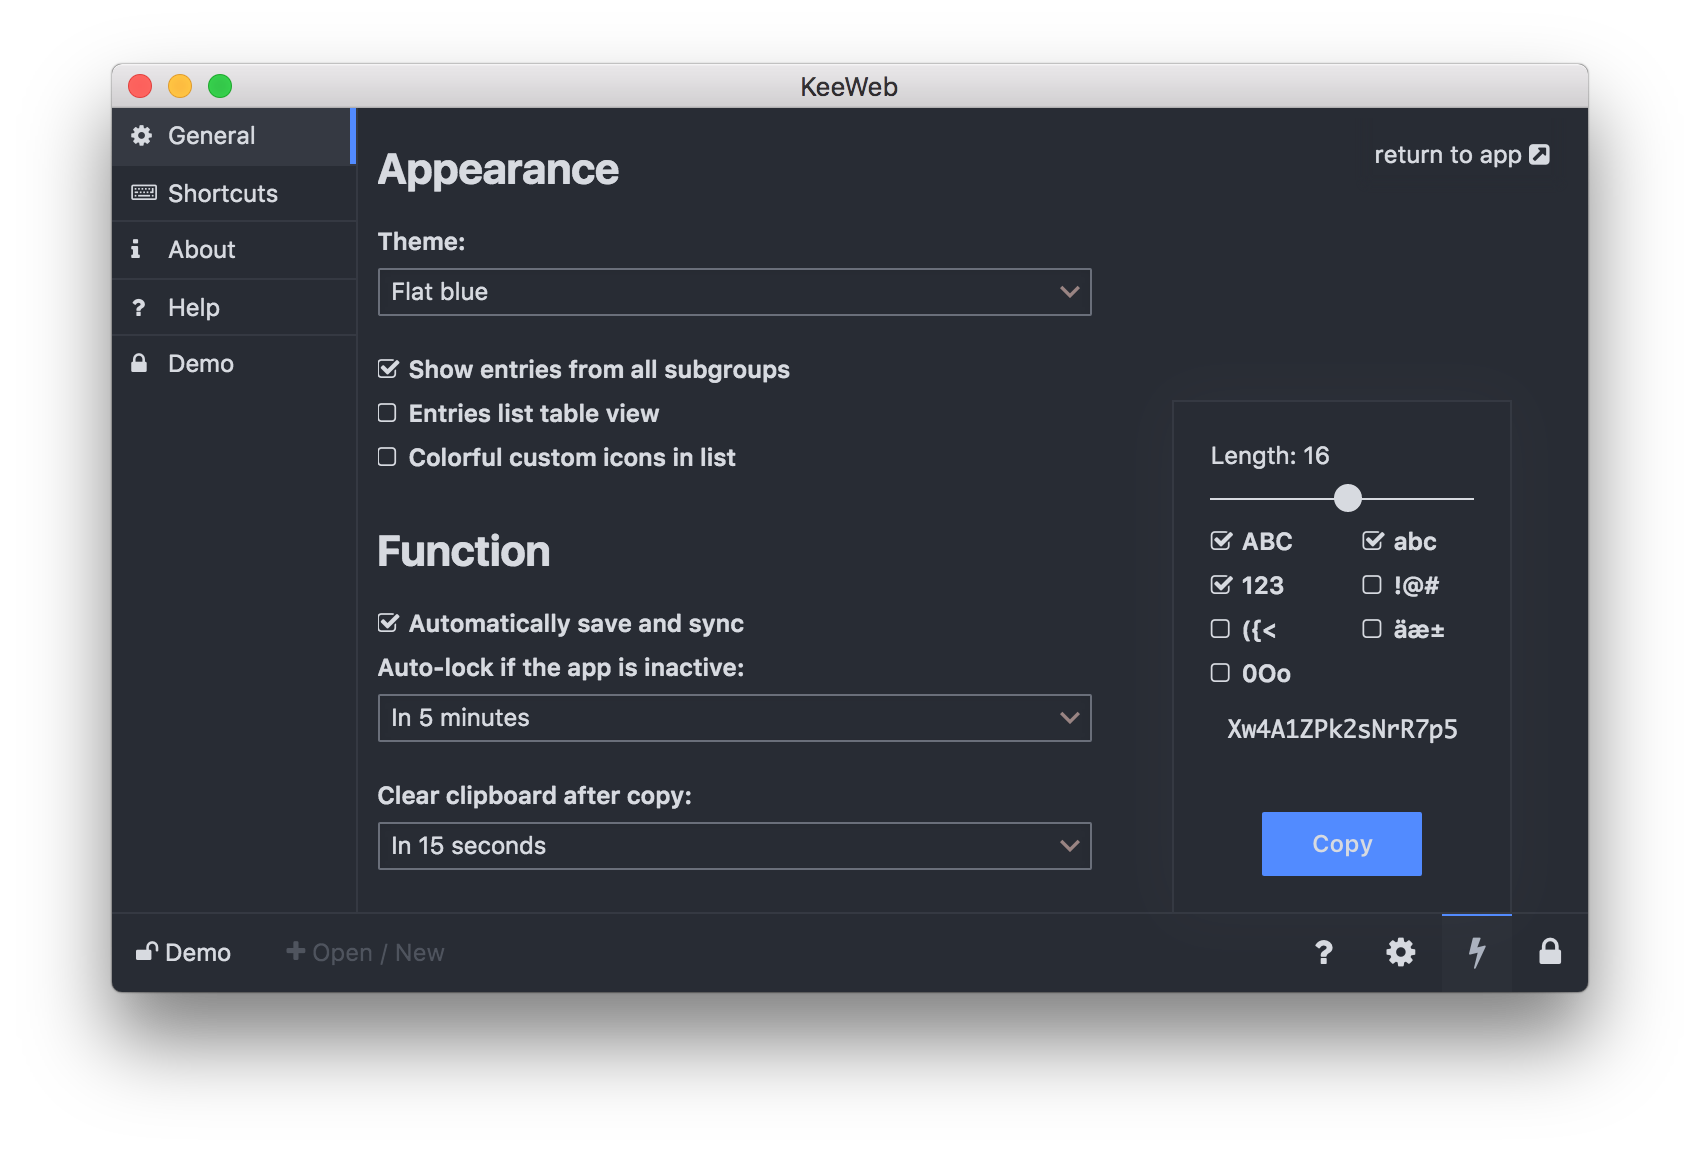 KeeWeb
General
Shortcuts
About
Help
Demo
return to app
Appearance
Theme:
Flat blue
Show entries from all subgroups
Entries list table view
Colorful custom icons in list
Function
Automatically save and sync
Auto-lock if the app is inactive:
In 5 minutes
Clear clipboard after copy:
In 15 seconds
Length: 16
ABC abc
123 !@#
({< äæ±
0Oo
Xw4A1ZPk2sNrR7p5
Copy
Demo
Open / New